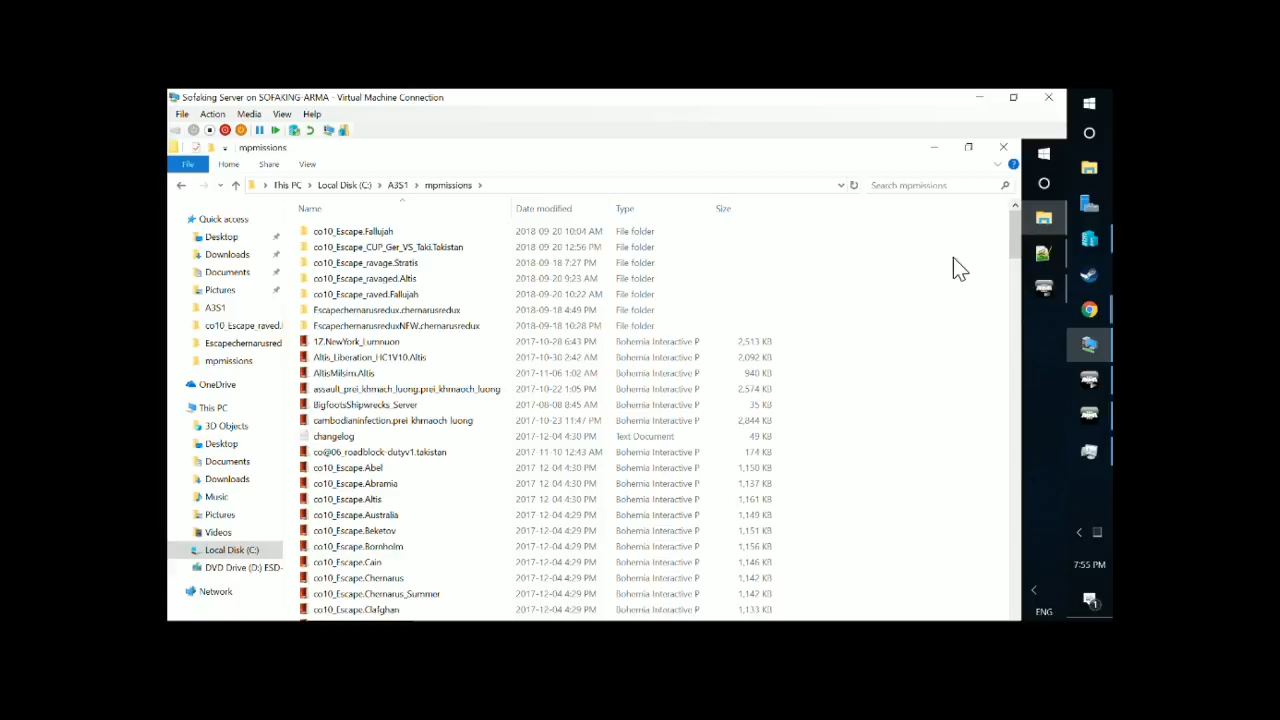 Sofaking Server on SOFAKING-ARMA - Virtual Machine Connection
File Action Media View Help
mpmissions
File Home Share View
This PC > Local Disk (C:) > A3S1 > mpmissions >
Search mpmissions
Name Date modified Type Size
Quick access
Desktop
Downloads
Documents
Pictures
A3S1
co10_Escape_raved.
Escapechernarusred
mpmissions
OneDrive
This PC
3D Objects
Desktop
Documents
Downloads
Music
Pictures
Videos
Local Disk (C:)
DVD Drive (D:) ESD-
Network
co10_Escape.Fallujah 2018-09-20 10:04 AM File folder
co10_Escape_CUP_Ger_VS_Taki.Takistan 2018-09-20 12:56 PM File folder
co10_Escape_ravage.Stratis 2018-09-18 7:27 PM File folder
co10_Escape_ravaged.Altis 2018-09-20 9:23 AM File folder
co10_Escape_raved.Fallujah 2018-09-20 10:22 AM File folder
Escapechernarusredux.chernarusredux 2018-09-18 4:49 PM File folder
EscapechernarusreduxNEW.chernarusredux 2018-09-18 10:28 PM File folder
17.NewYork_Lumnuon 2017-10-28 6:43 PM Bohemia Interactive P 2,513 KB
Altis_Liberation_HC1V10.Altis 2017-10-30 2:42 AM Bohemia Interactive P 2,092 KB
AltisMilsim.Altis 2017-11-06 1:02 AM Bohemia Interactive P 940 KB
assault_prei_khmach_luong.prei_khmaoch_luong 2017-10-22 1:05 PM Bohemia Interactive P 2,574 KB
BigfootsShipwrecks_Server 2017-08-08 8:45 AM Bohemia Interactive P 35 KB
cambodianinfection.prei khmaoch luong 2017-10-23 11:47 PM Bohemia Interactive P 2,844 KB
changelog 2017-12-04 4:30 PM Text Document 49 KB
co@06_roadblock-dutyv1.takistan 2017-11-10 12:43 AM Bohemia Interactive P 174 KB
co10_Escape.Abel 2017-12-04 4:30 PM Bohemia Interactive P 1,150 KB
co10_Escape.Abramia 2017-12-04 4:30 PM Bohemia Interactive P 1,137 KB
co10_Escape.Altis 2017-12-04 4:30 PM Bohemia Interactive P 1,161 KB
co10_Escape.Australia 2017-12-04 4:29 PM Bohemia Interactive P 1,149 KB
co10_Escape.Beketov 2017-12-04 4:29 PM Bohemia Interactive P 1,151 KB
co10_Escape.Bornholm 2017-12-04 4:29 PM Bohemia Interactive P 1,156 KB
co10_Escape.Cain 2017-12-04 4:29 PM Bohemia Interactive P 1,146 KB
co10_Escape.Chernarus 2017-12-04 4:29 PM Bohemia Interactive P 1,142 KB
co10_Escape.Chernarus_Summer 2017-12-04 4:29 PM Bohemia Interactive P 1,142 KB
co10_Escape.Clafghan 2017-12-04 4:29 PM Bohemia Interactive P 1,133 KB
ENG
7:55 PM
1